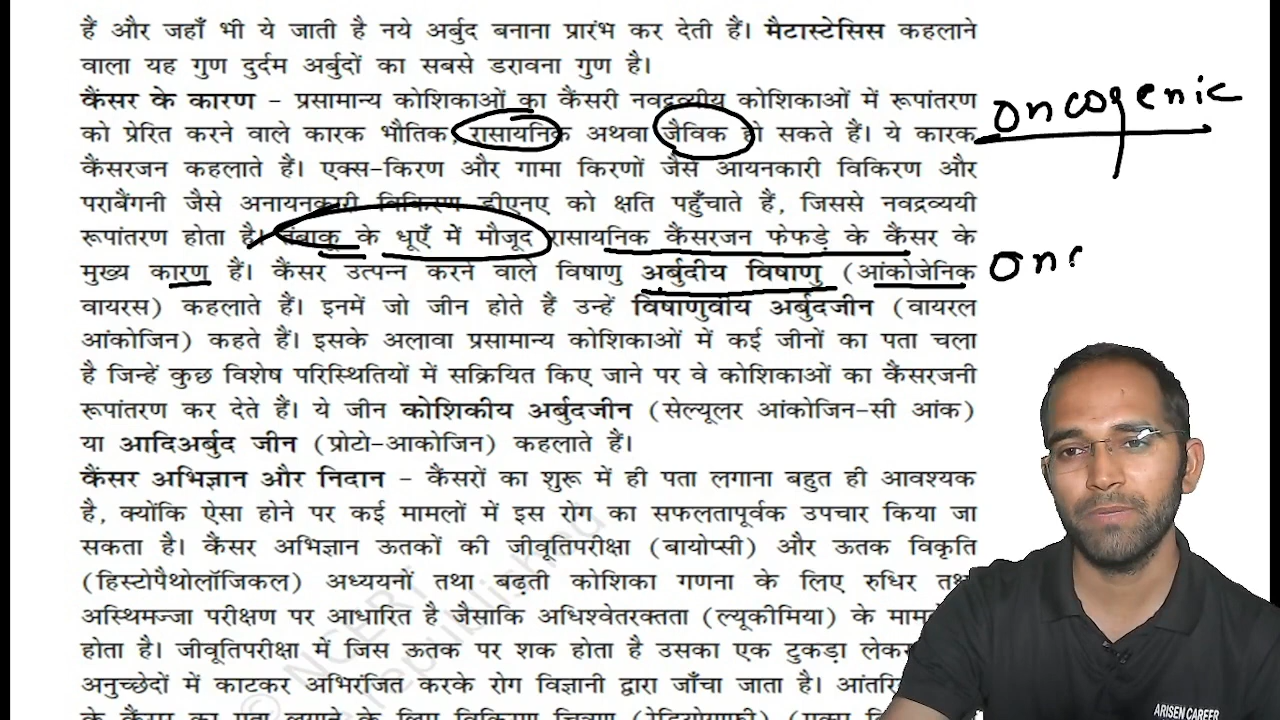 हैं और जहाँ भी ये जाती है नये अर्बुद बनाना प्रारंभ कर देती हैं। मैटास्टेसिस कहलाने
वाला यह गुण दुर्दम अर्बुदों का सबसे डरावना गुण है।
कैंसर के कारण – प्रसामान्य कोशिकाओं का कैंसरी नवद्रव्यीय कोशिकाओं में रूपांतरण
oncogenic
को प्रेरित करने वाले कारक भौतिक, रासायनिक अथवा जैविक हो सकते हैं। ये कारक
कैंसरजन कहलाते हैं। एक्स-किरण और गामा किरणों जैसे आयनकारी विकिरण और
पराबैंगनी जैसे अनायनकारी विकिरण डीएनए को क्षति पहुँचाते हैं, जिससे नवद्रव्ययी
रूपांतरण होता है। तंबाकू के धूएँ में मौजूद रासायनिक कैंसरजन फेफड़े के कैंसर के
मुख्य कारण हैं। कैंसर उत्पन्न करने वाले विषाणु अर्बुदीय विषाणु (आंकोजेनिक
on
वायरस) कहलाते हैं। इनमें जो जीन होते हैं उन्हें विषाणुवीय अर्बुदजीन (वायरल
आंकोजिन) कहते हैं। इसके अलावा प्रसामान्य कोशिकाओं में कई जीनों का पता चला
है जिन्हें कुछ विशेष परिस्थितियों में सक्रियित किए जाने पर वे कोशिकाओं का कैंसरजनी
रूपांतरण कर देते हैं। ये जीन कोशिकीय अर्बुदजीन (सेल्यूलर आंकोजिन-सी आंक)
या आदिअर्बुद जीन (प्रोटो-आकोजिन) कहलाते हैं।
कैंसर अभिज्ञान और निदान – कैंसरों का शुरू में ही पता लगाना बहुत ही आवश्यक
है, क्योंकि ऐसा होने पर कई मामलों में इस रोग का सफलतापूर्वक उपचार किया जा
सकता है। कैंसर अभिज्ञान ऊतकों की जीवूतिपरीक्षा (बायोप्सी) और ऊतक विकृति
(हिस्टोपैथोलॉजिकल) अध्ययनों तथा बढ़ती कोशिका गणना के लिए रुधिर तथा
अस्थिमज्जा परीक्षण पर आधारित है जैसाकि अधिश्वेतरक्तता (ल्यूकीमिया) के
होता है। जीवूतिपरीक्षा में जिस ऊतक पर शक होता है उसका एक टुकड़ा लेकर
अनुच्छेदों में काटकर अभिरंजित करके रोग विज्ञानी द्वारा जाँचा जाता है।
© NCERT
republished
ARISEN CAREER